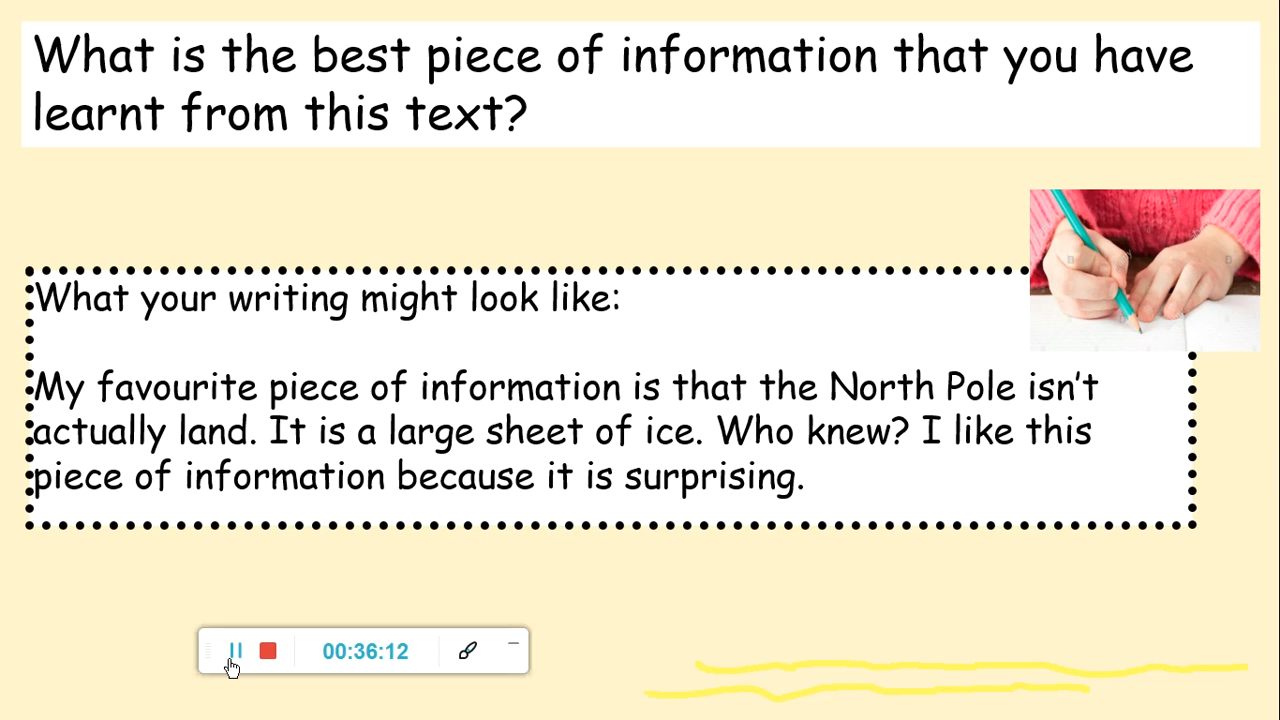 What is the best piece of information that you have
learnt from this text?
What your writing might look like:
My favourite piece of information is that the North Pole isn't
actually land. It is a large sheet of ice. Who knew? I like this
piece of information because it is surprising.
00:36:12